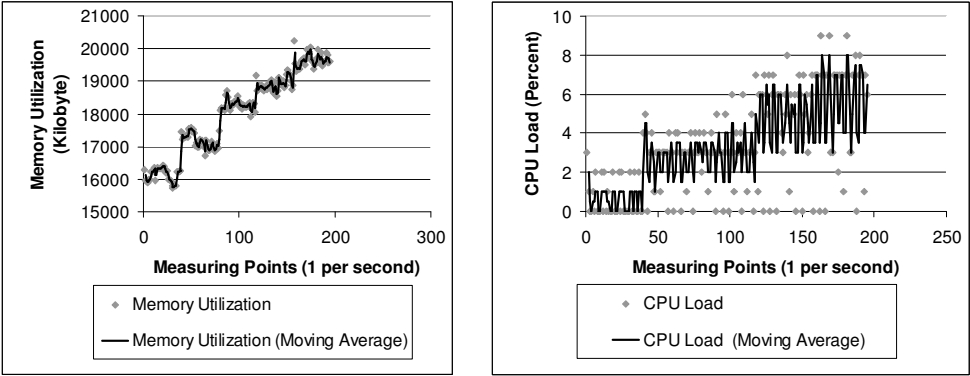 21000
20000
19000
18000
17000
16000
15000
Memory Utilization
(Kilobyte)
0
100
200
300
Measuring Points (1 per second)
Memory Utilization
Memory Utilization (Moving Average)
10
8
6
4
2
0
CPU Load (Percent)
0
50
100
150
200
250
Measuring Points (1 per second)
CPU Load
CPU Load (Moving Average)